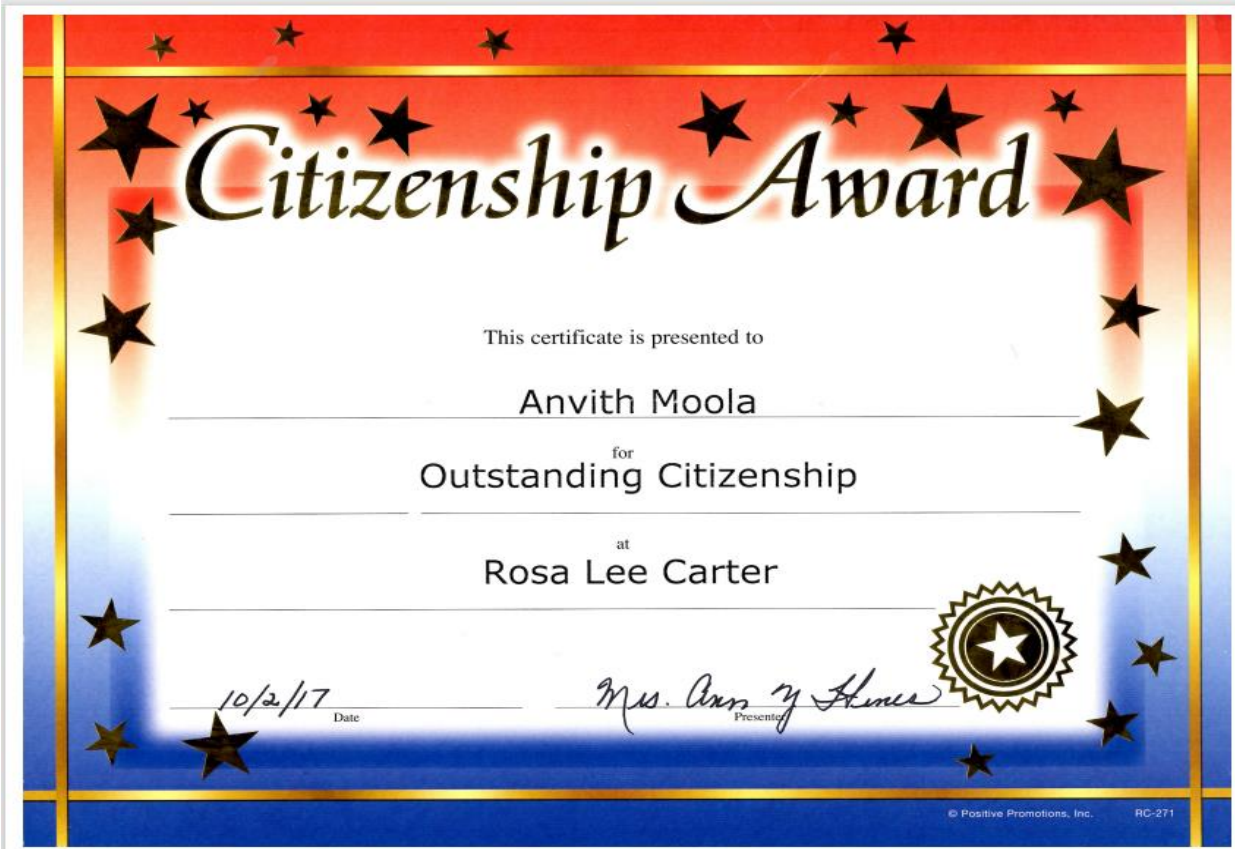 Citizenship Award
This certificate is presented to
Anvith Moola
for
Outstanding Citizenship
at
Rosa Lee Carter
10/2/17
Mrs. Ann Y Hines
Date
Presenter
© Positive Promotions, Inc. RC-271